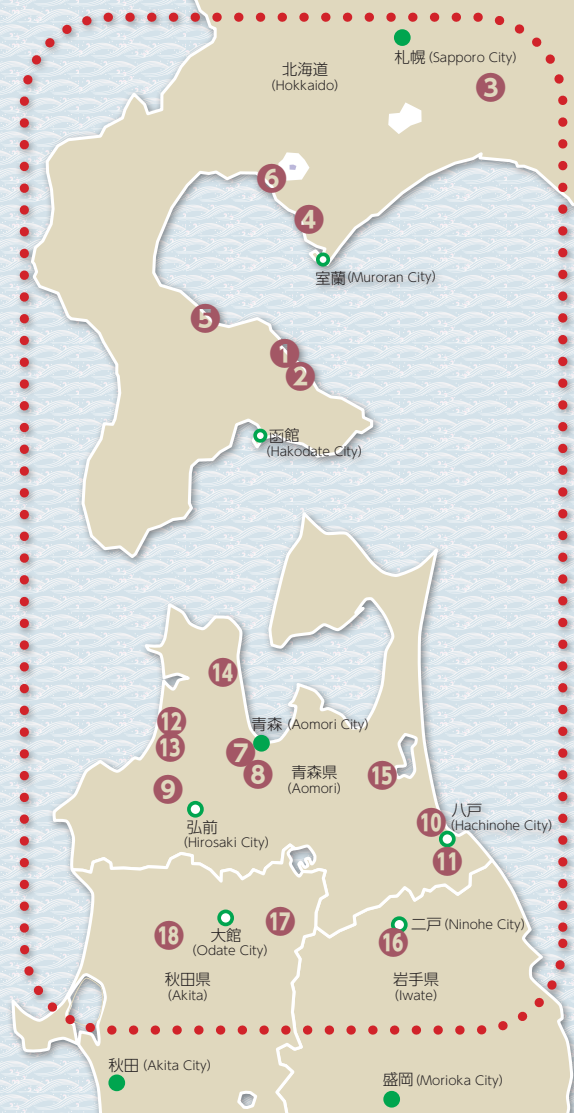 札幌 (Sapporo City)
北海道
(Hokkaido)
3
6
4
室蘭 (Muroran City)
5
1
2
函館
(Hakodate City)
14
12
青森 (Aomori City)
13
7
8
青森県
(Aomori)
15
9
弘前
(Hirosaki City)
10
八戸
(Hachinohe City)
11
17
18
大館
(Odate City)
二戸 (Ninohe City)
16
秋田県
(Akita)
岩手県
(Iwate)
秋田 (Akita City)
盛岡 (Morioka City)